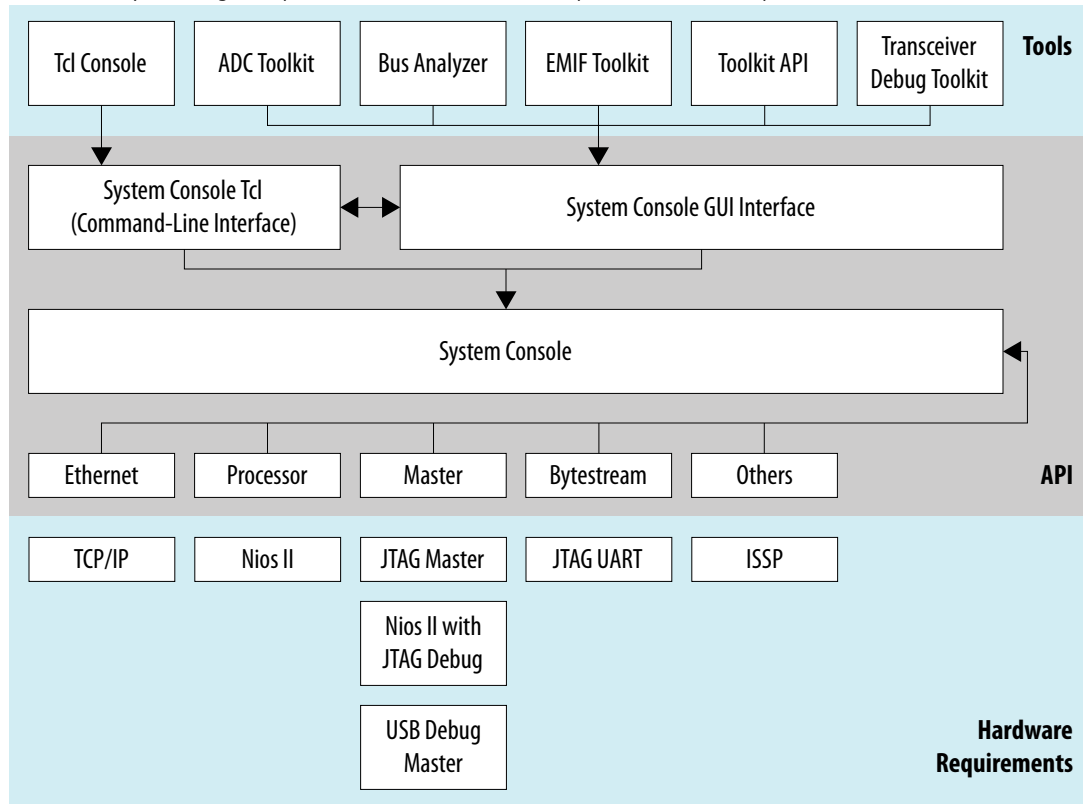 Tcl Console
ADC Toolkit
Bus Analyzer
EMIF Toolkit
Toolkit API
Transceiver
Debug Toolkit
Tools
System Console Tcl
(Command-Line Interface)
System Console GUI Interface
System Console
Ethernet
Processor
Master
Bytestream
Others
API
TCP/IP
Nios II
JTAG Master
JTAG UART
ISSP
Nios II with
JTAG Debug
USB Debug
Master
Hardware
Requirements